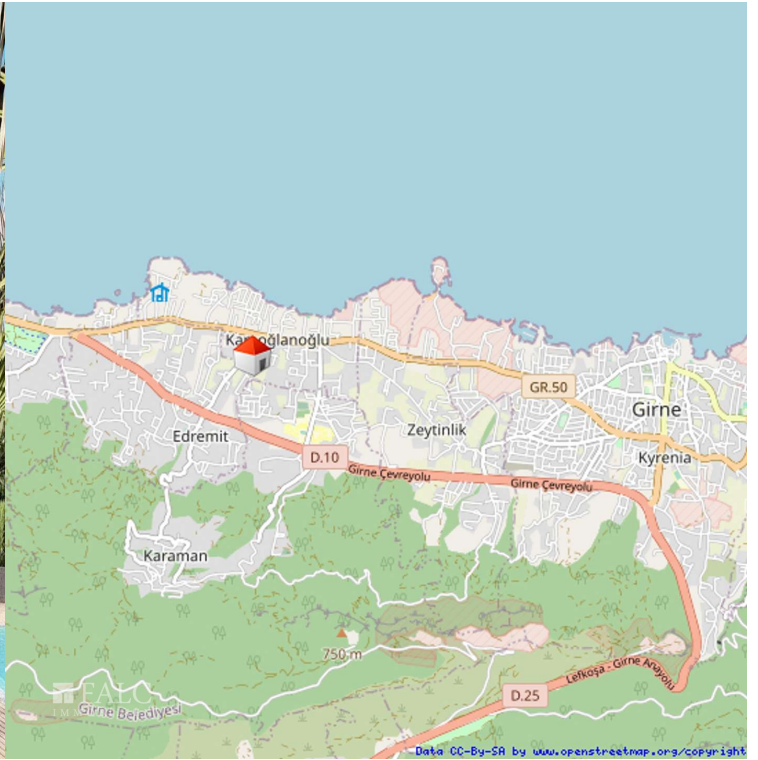 Karaoğlanoğlu
GR.50
Girne
Zeytinlik
Edremit
D.10
Kyrenia
Girne Çevreyolu
Girne Çevreyolu
Karaman
750 m
Lefkoşa - Girne Anayolu
D.25
FALC
Girne Belediyesi
Data CC-By-SA by www.openstreetmap.org/copyright